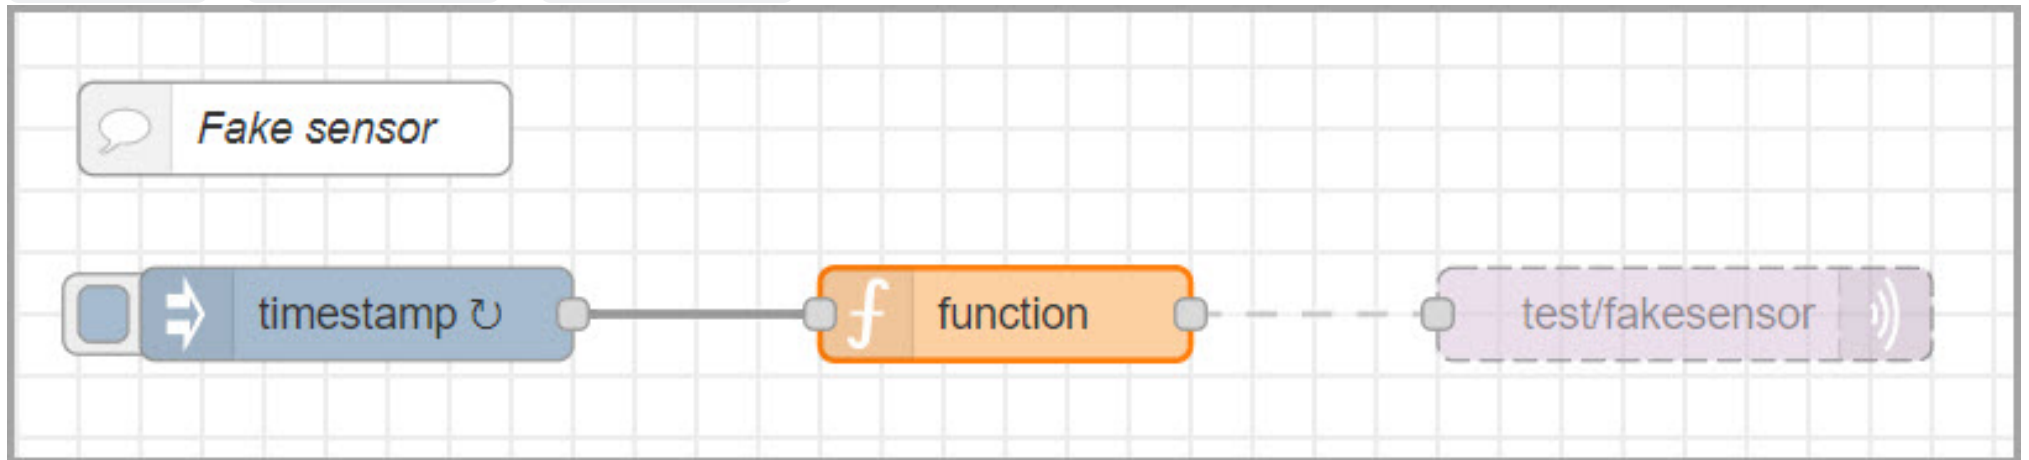 Fake sensor
timestamp ↻
function
test/fakesensor